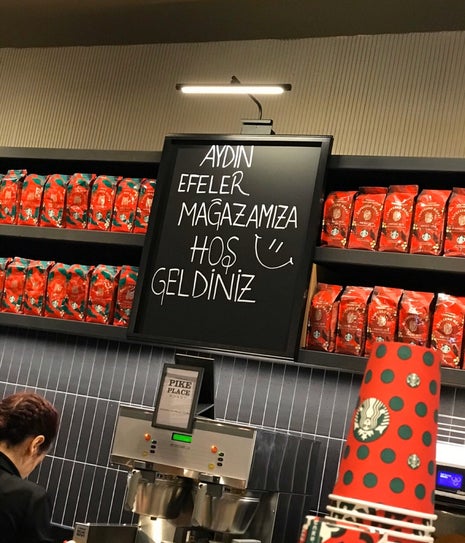 AYDIN
EFELER
MAĞAZAMIZA
HOŞ
GELDİNİZ
PIKE
PLACE